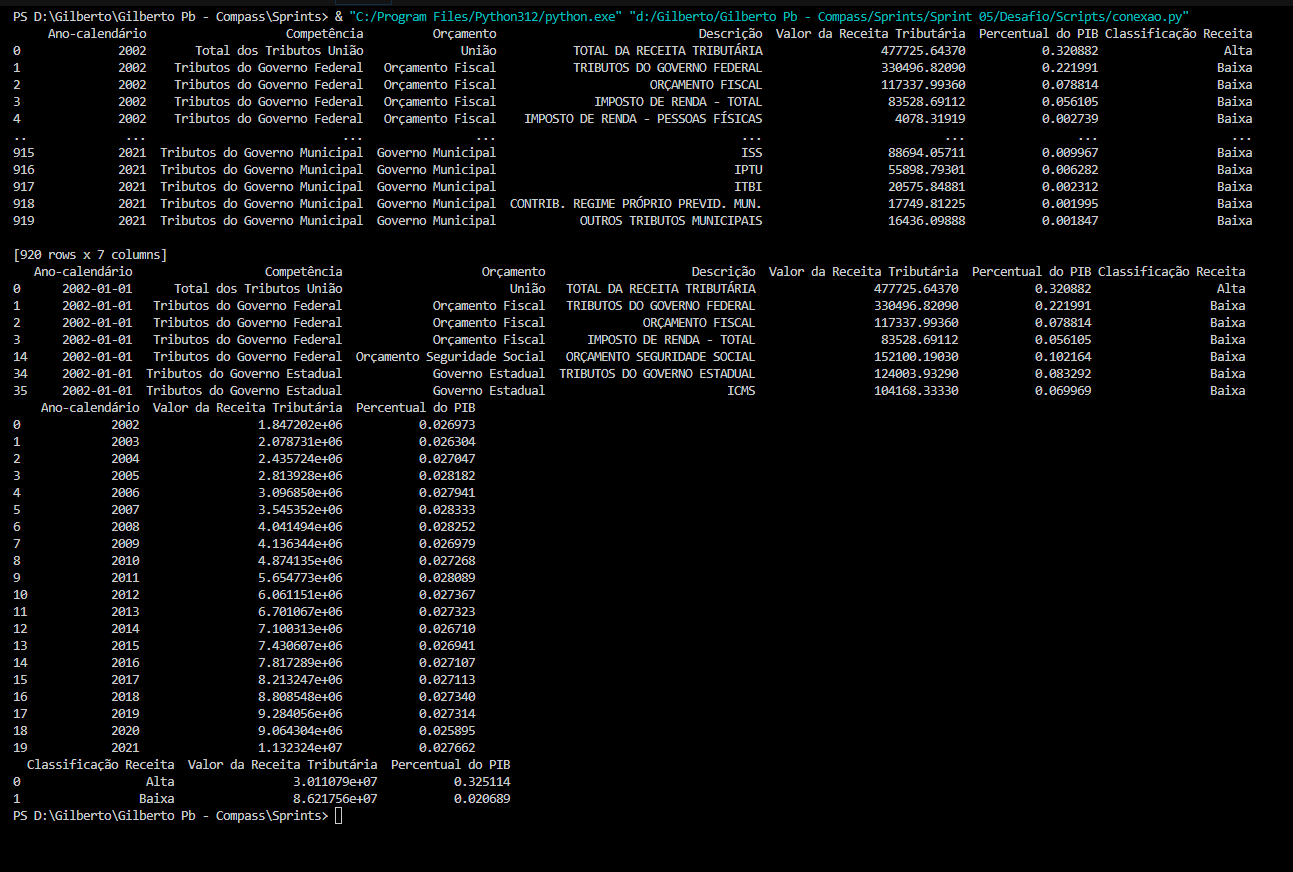 PS D:\Gilberto\Gilberto Pb - Compass\Sprints> & "C:/Program Files/Python312/python.exe" "d:/Gilberto/Gilberto Pb - Compass/Sprints/Sprint 05/Desafio/Scripts/conexao.py"
Ano-calendário Competência Orçamento Descrição Valor da Receita Tributária Percentual do PIB Classificação Receita
0 2002 Total dos Tributos União União TOTAL DA RECEITA TRIBUTÁRIA 477725.64370 0.320882 Alta
1 2002 Tributos do Governo Federal Orçamento Fiscal TRIBUTOS DO GOVERNO FEDERAL 330496.82090 0.221991 Baixa
2 2002 Tributos do Governo Federal Orçamento Fiscal ORÇAMENTO FISCAL 117337.99360 0.078814 Baixa
3 2002 Tributos do Governo Federal Orçamento Fiscal IMPOSTO DE RENDA - TOTAL 83528.69112 0.056105 Baixa
4 2002 Tributos do Governo Federal Orçamento Fiscal IMPOSTO DE RENDA - PESSOAS FÍSICAS 4078.31919 0.002739 Baixa
.. ... ... ... ... ... ... ...
915 2021 Tributos do Governo Municipal Governo Municipal ISS 88694.05711 0.009967 Baixa
916 2021 Tributos do Governo Municipal Governo Municipal IPTU 55898.79301 0.006282 Baixa
917 2021 Tributos do Governo Municipal Governo Municipal ITBI 20575.84881 0.002312 Baixa
918 2021 Tributos do Governo Municipal Governo Municipal CONTRIB. REGIME PRÓPRIO PREVID. MUN. 17749.81225 0.001995 Baixa
919 2021 Tributos do Governo Municipal Governo Municipal OUTROS TRIBUTOS MUNICIPAIS 16436.09888 0.001847 Baixa
[920 rows x 7 columns]
Ano-calendário Competência Orçamento Descrição Valor da Receita Tributária Percentual do PIB Classificação Receita
0 2002-01-01 Total dos Tributos União União TOTAL DA RECEITA TRIBUTÁRIA 477725.64370 0.320882 Alta
1 2002-01-01 Tributos do Governo Federal Orçamento Fiscal TRIBUTOS DO GOVERNO FEDERAL 330496.82090 0.221991 Baixa
2 2002-01-01 Tributos do Governo Federal Orçamento Fiscal ORÇAMENTO FISCAL 117337.99360 0.078814 Baixa
3 2002-01-01 Tributos do Governo Federal Orçamento Fiscal IMPOSTO DE RENDA - TOTAL 83528.69112 0.056105 Baixa
14 2002-01-01 Tributos do Governo Federal Orçamento Seguridade Social ORÇAMENTO SEGURIDADE SOCIAL 152100.19030 0.102164 Baixa
34 2002-01-01 Tributos do Governo Estadual Governo Estadual TRIBUTOS DO GOVERNO ESTADUAL 124003.93290 0.083292 Baixa
35 2002-01-01 Tributos do Governo Estadual Governo Estadual ICMS 104168.33330 0.069969 Baixa
Ano-calendário Valor da Receita Tributária Percentual do PIB
0 2002 1.847202e+06 0.026973
1 2003 2.078731e+06 0.026304
2 2004 2.435724e+06 0.027047
3 2005 2.813928e+06 0.028182
4 2006 3.096850e+06 0.027941
5 2007 3.545352e+06 0.028333
6 2008 4.041494e+06 0.028252
7 2009 4.136344e+06 0.026979
8 2010 4.874135e+06 0.027268
9 2011 5.654773e+06 0.028089
10 2012 6.061151e+06 0.027367
11 2013 6.701067e+06 0.027323
12 2014 7.100313e+06 0.026710
13 2015 7.430607e+06 0.026941
14 2016 7.817289e+06 0.027107
15 2017 8.213247e+06 0.027113
16 2018 8.808548e+06 0.027340
17 2019 9.284056e+06 0.027314
18 2020 9.064304e+06 0.025895
19 2021 1.132324e+07 0.027662
Classificação Receita Valor da Receita Tributária Percentual do PIB
0 Alta 3.011079e+07 0.325114
1 Baixa 8.621756e+07 0.020689
PS D:\Gilberto\Gilberto Pb - Compass\Sprints>